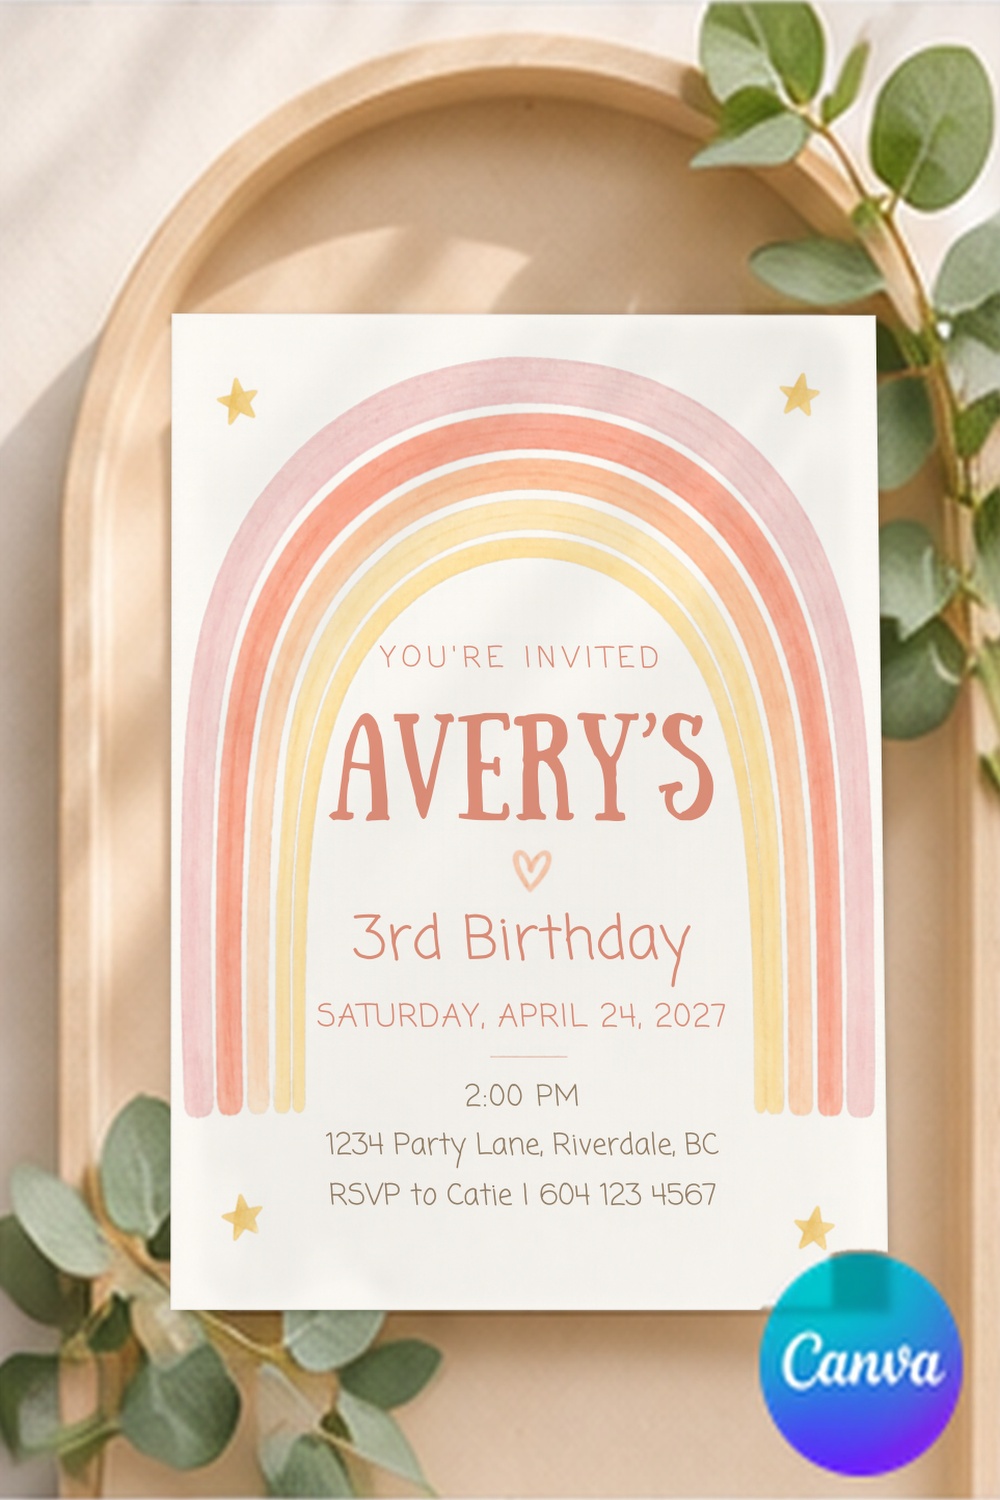 YOU'RE INVITED
AVERY'S
3rd Birthday
SATURDAY, APRIL 24, 2027
2:00 PM
1234 Party Lane, Riverdale, BC
RSVP to Catie | 604 123 4567
Canva